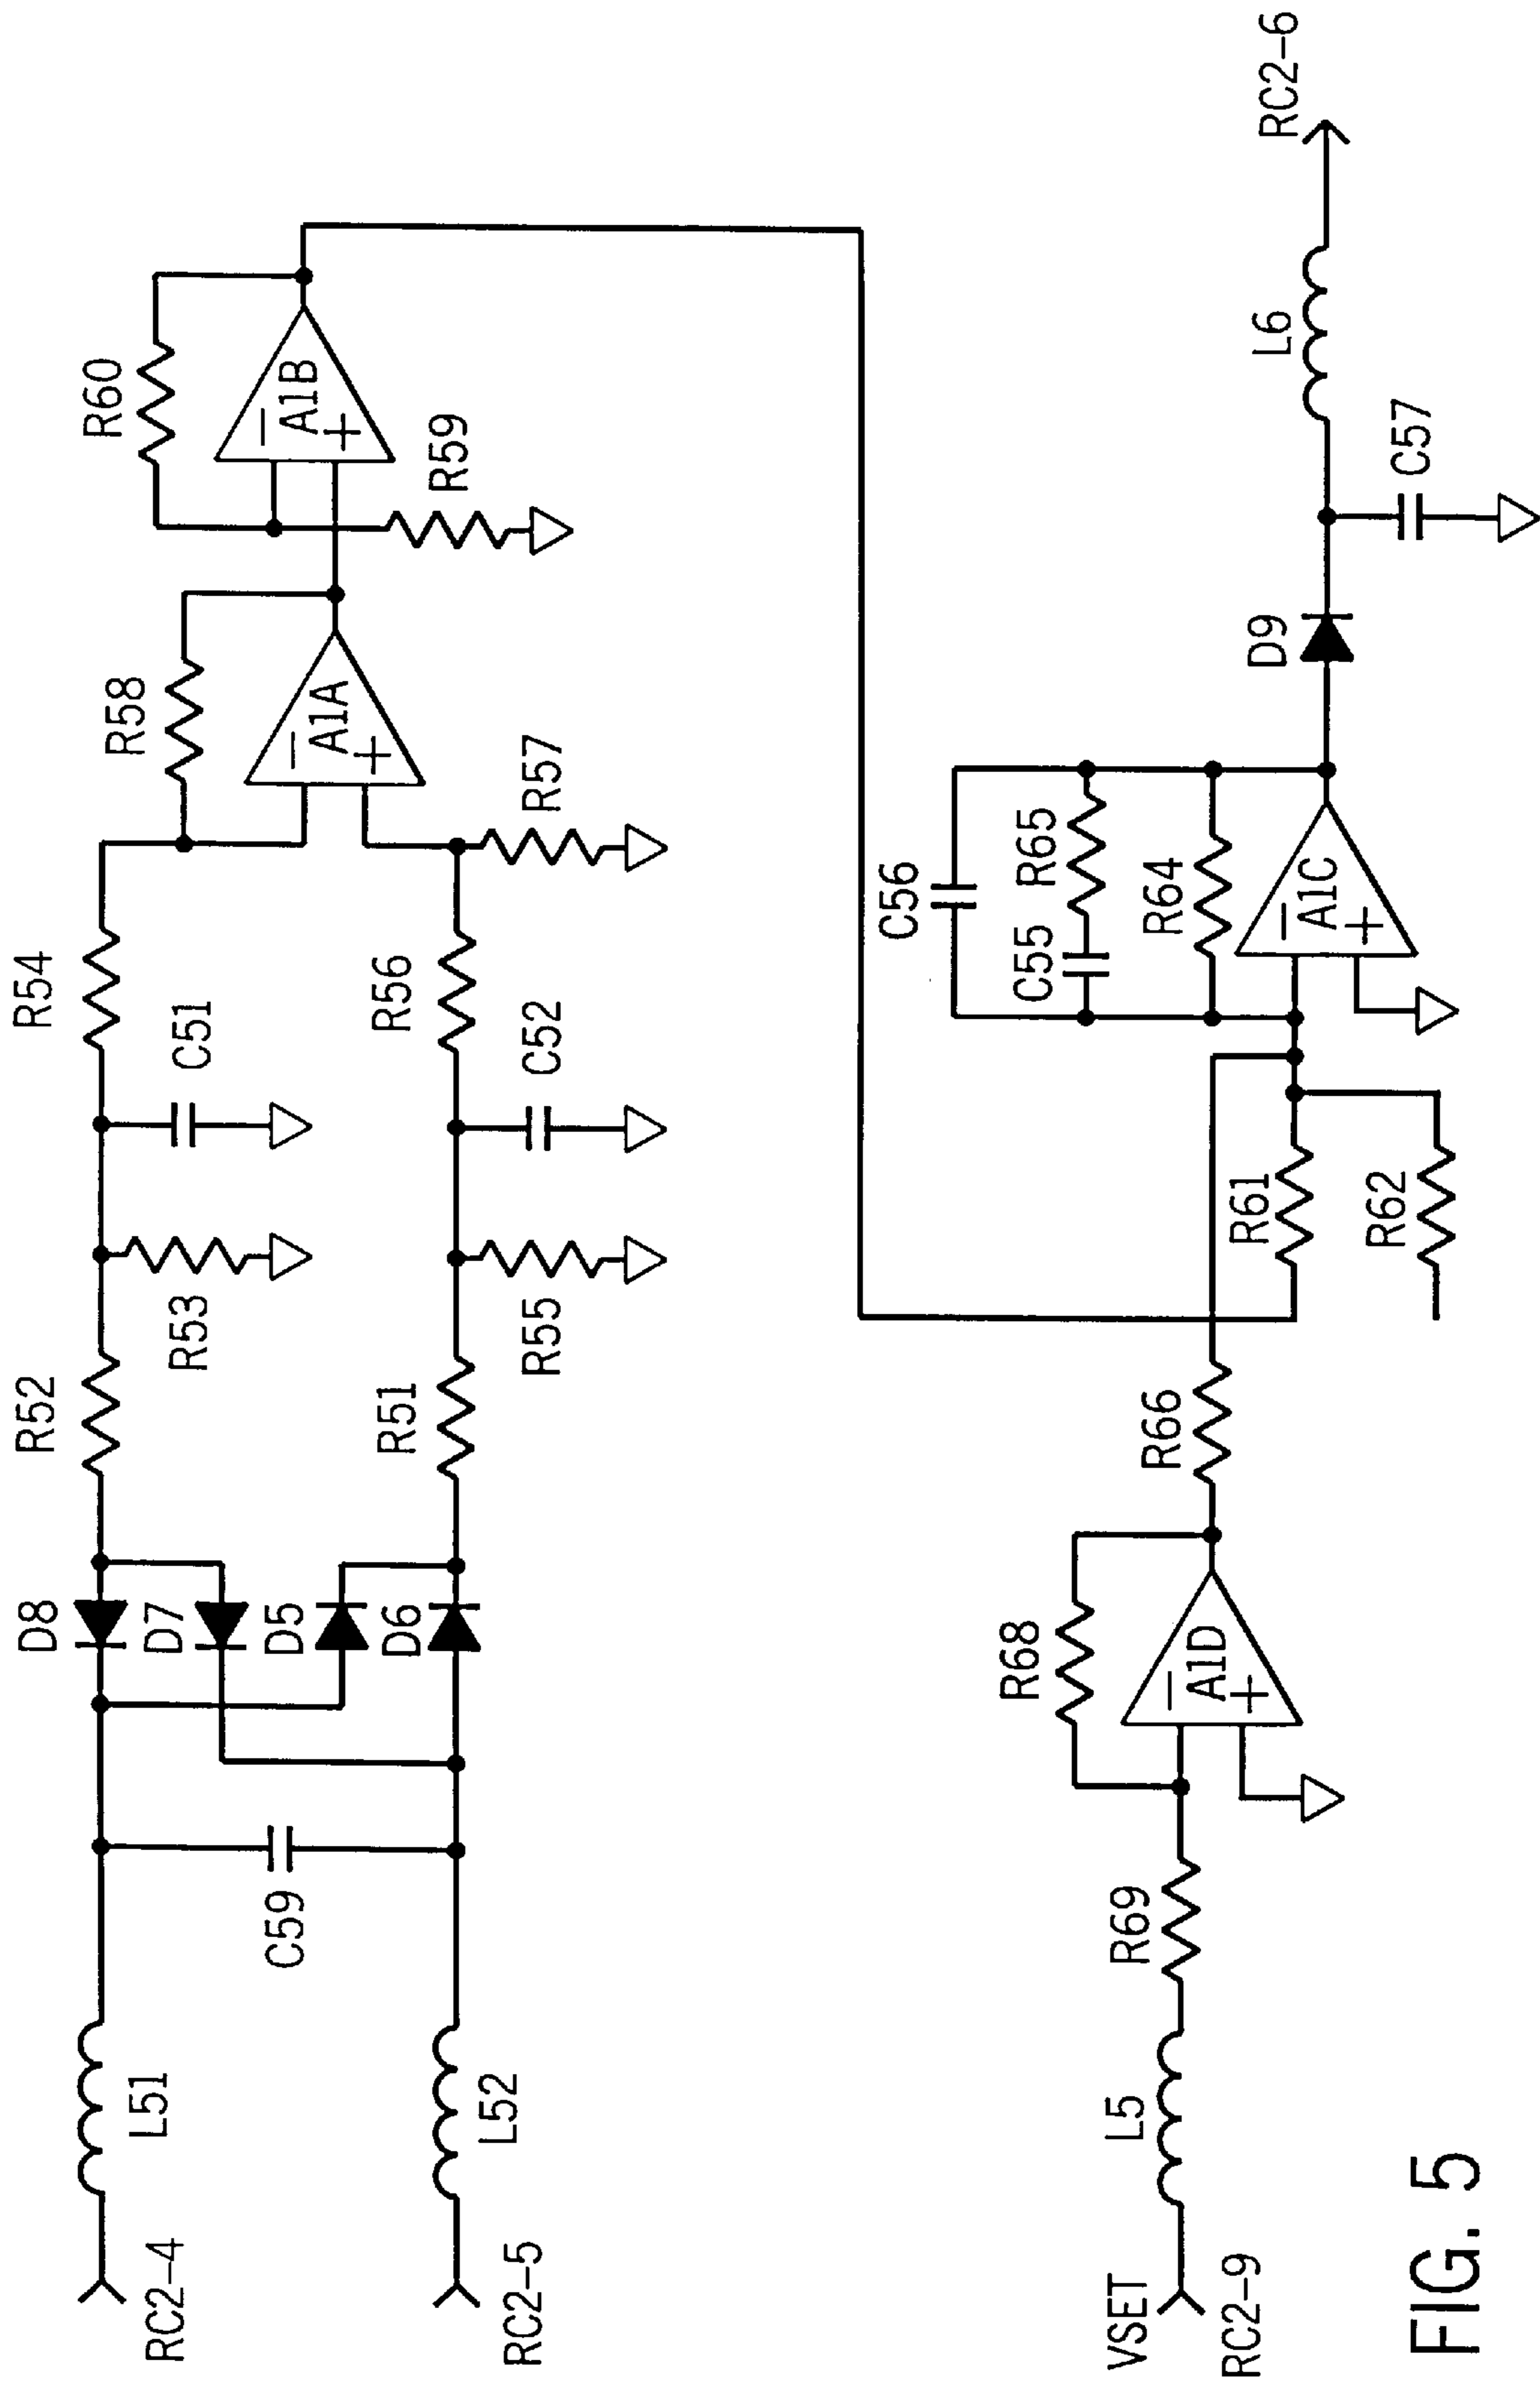 RC2-4
L51
C59
D8
D7
D5
D6
R52
R53
C51
R54
R58
A1A
−
+
R60
A1B
−
+
R59
RC2-5
L52
R51
R55
C52
R56
R57
VSET
RC2-9
L5
R69
R68
A1D
−
+
R66
R61
R62
C56
C55
R65
R64
A1C
−
+
D9
C57
L6
RC2-6
FIG. 5